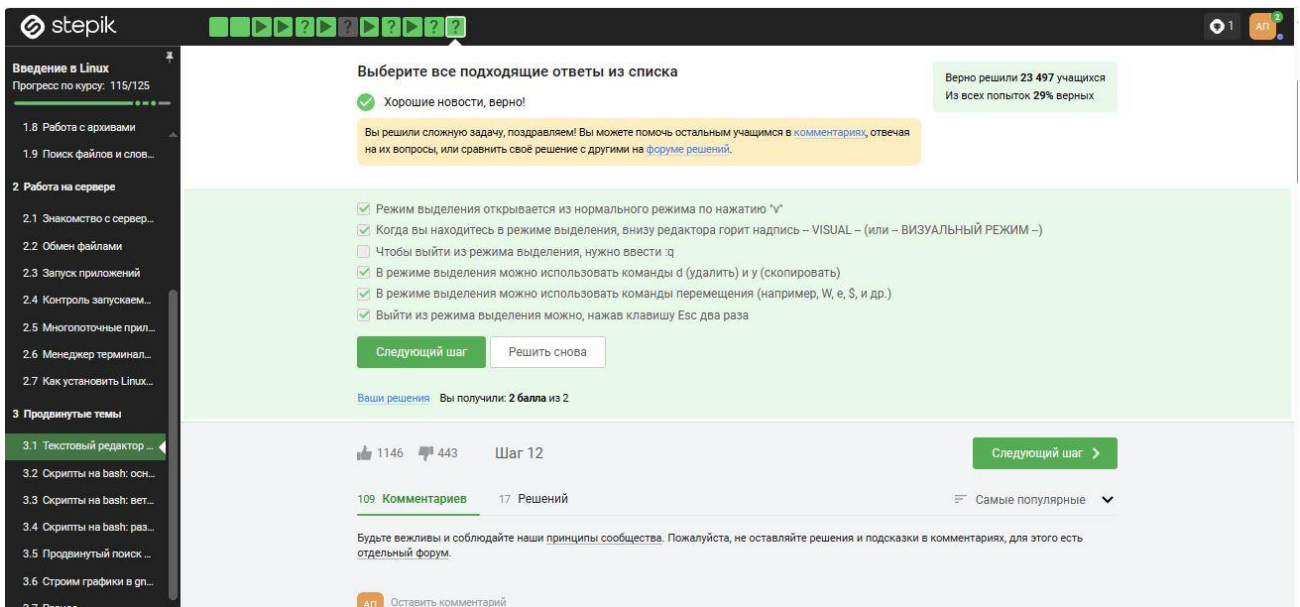 stepik
?
?
?
?
?
1
АП
2
Введение в Linux
Прогресс по курсу: 115/125
1.8 Работа с архивами
1.9 Поиск файлов и слов...
2 Работа на сервере
2.1 Знакомство с сервер...
2.2 Обмен файлами
2.3 Запуск приложений
2.4 Контроль запускаем...
2.5 Многопоточные прил...
2.6 Менеджер терминал...
2.7 Как установить Linux...
3 Продвинутые темы
3.1 Текстовый редактор ...
3.2 Скрипты на bash: осн...
3.3 Скрипты на bash: вет...
3.4 Скрипты на bash: раз...
3.5 Продвинутый поиск ...
3.6 Строим графики в gn...
Выберите все подходящие ответы из списка
Хорошие новости, верно!
Верно решили 23 497 учащихся
Из всех попыток 29% верных
Вы решили сложную задачу, поздравляем! Вы можете помочь остальным учащимся в комментариях, отвечая
на их вопросы, или сравнить своё решение с другими на форуме решений.
Режим выделения открывается из нормального режима по нажатию "v"
Когда вы находитесь в режиме выделения, внизу редактора горит надпись -- VISUAL -- (или -- ВИЗУАЛЬНЫЙ РЕЖИМ --)
Чтобы выйти из режима выделения, нужно ввести :q
В режиме выделения можно использовать команды d (удалить) и y (скопировать)
В режиме выделения можно использовать команды перемещения (например, W, e, $, и др.)
Выйти из режима выделения можно, нажав клавишу Esc два раза
Следующий шаг
Решить снова
Ваши решения Вы получили: 2 балла из 2
1146 443 Шаг 12
Следующий шаг
109 Комментариев 17 Решений
Самые популярные
Будьте вежливы и соблюдайте наши принципы сообщества. Пожалуйста, не оставляйте решения и подсказки в комментариях, для этого есть
отдельный форум.
АП Оставить комментарий